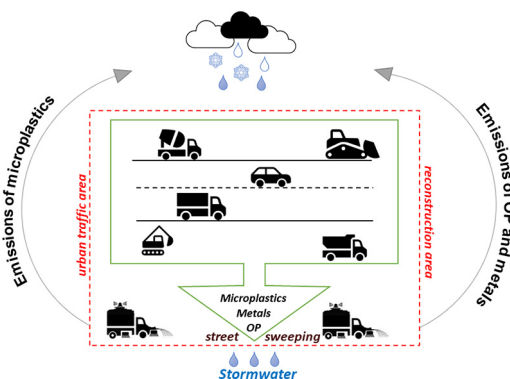 Emissions of microplastics
Emissions of OP and metals
urban traffic area
reconstruction area
Microplastics
Metals
OP
street sweeping
Stormwater